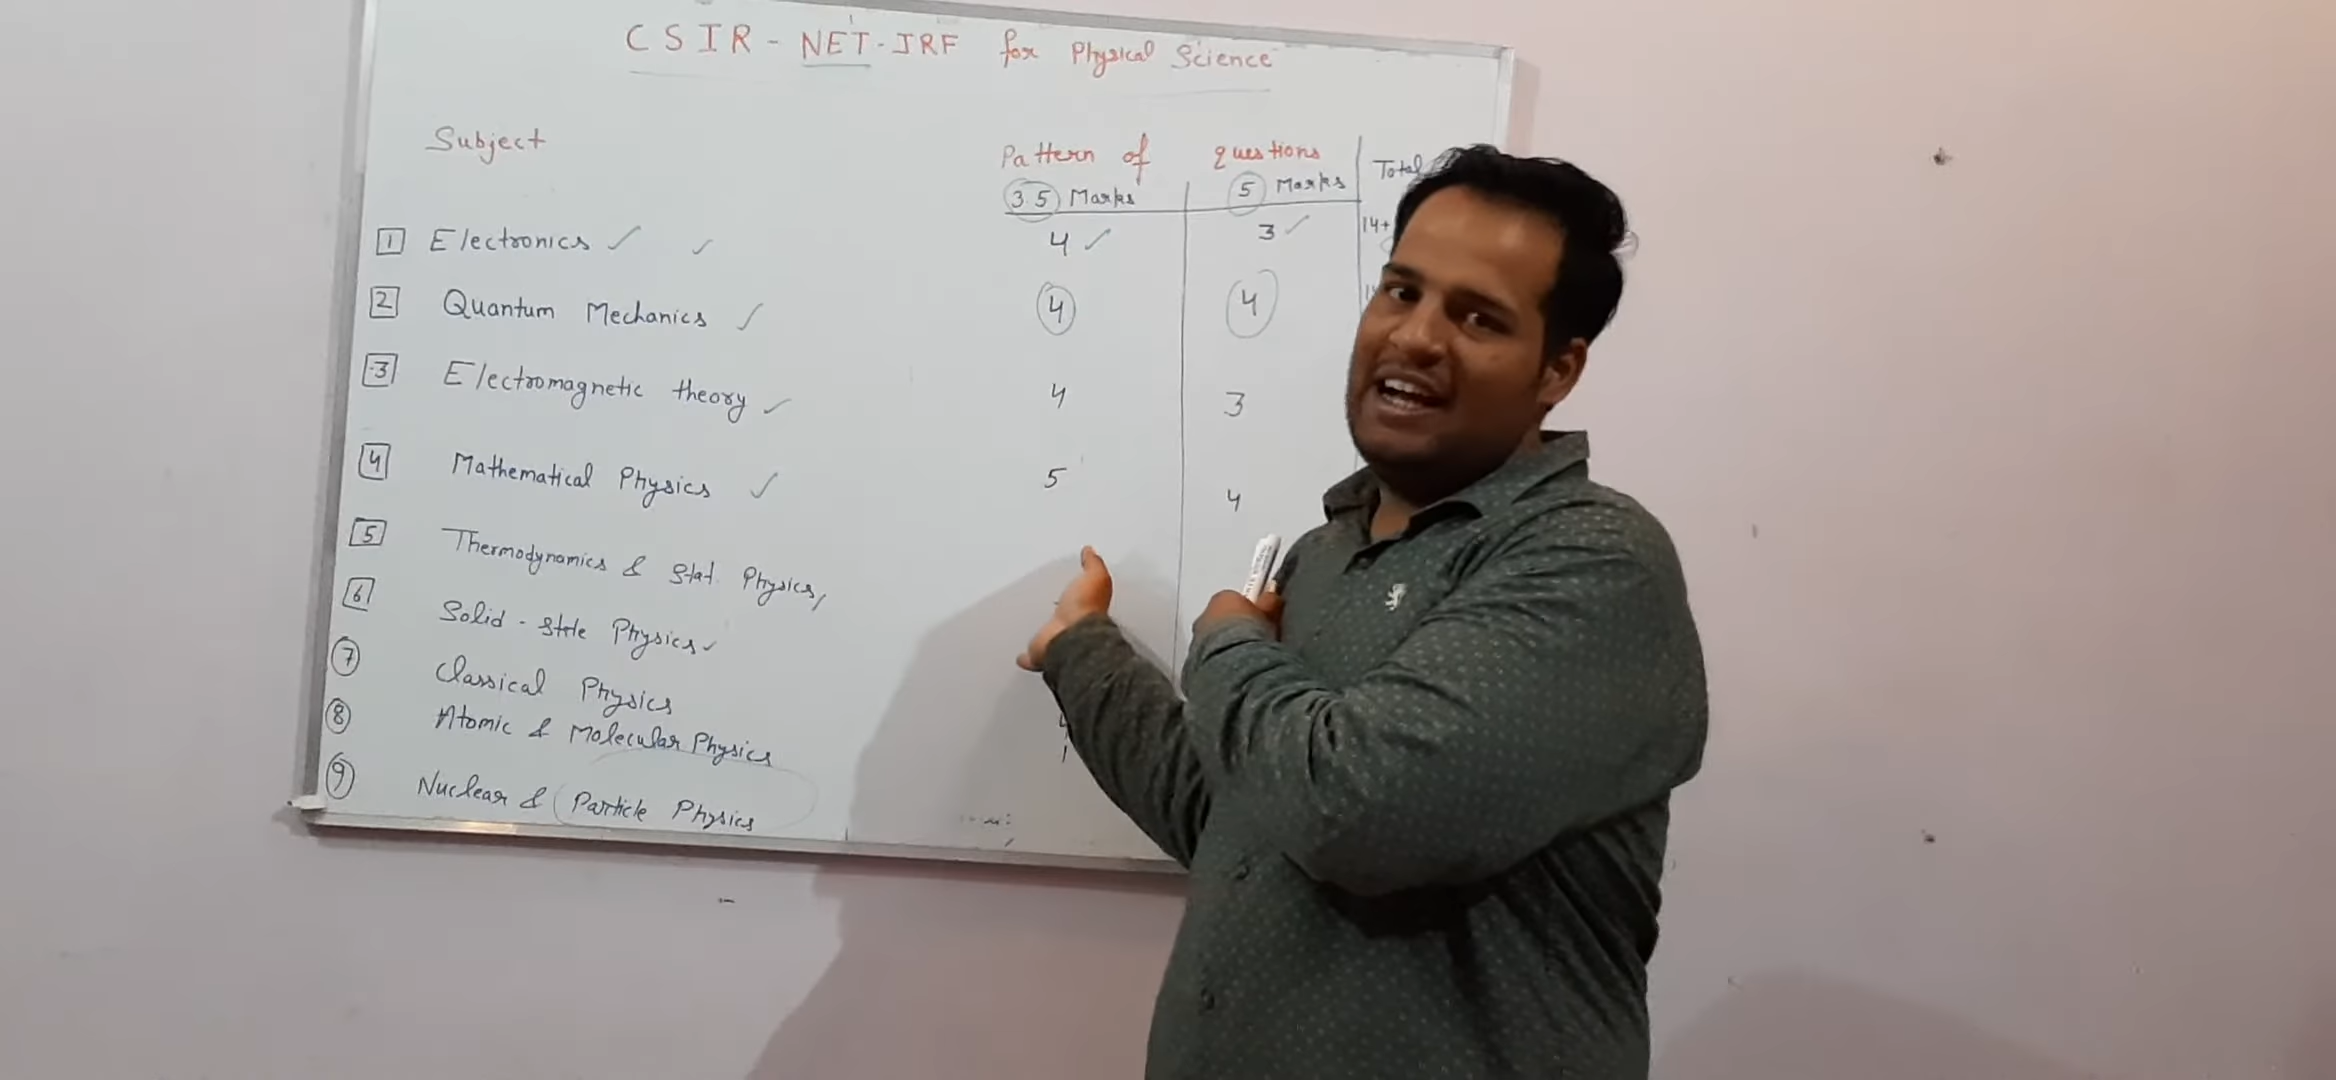 CSIR - NET - JRF for Physical Science
Subject
Pattern of questions
3.5 Marks 5 Marks Total
1 Electronics 4 3 14+
2 Quantum Mechanics 4 4
3 Electromagnetic theory 4 3
4 Mathematical Physics 5 4
5 Thermodynamics & Stat. Physics
6 Solid - State Physics
7 Classical Physics
8 Atomic & Molecular Physics
9 Nuclear & Particle Physics